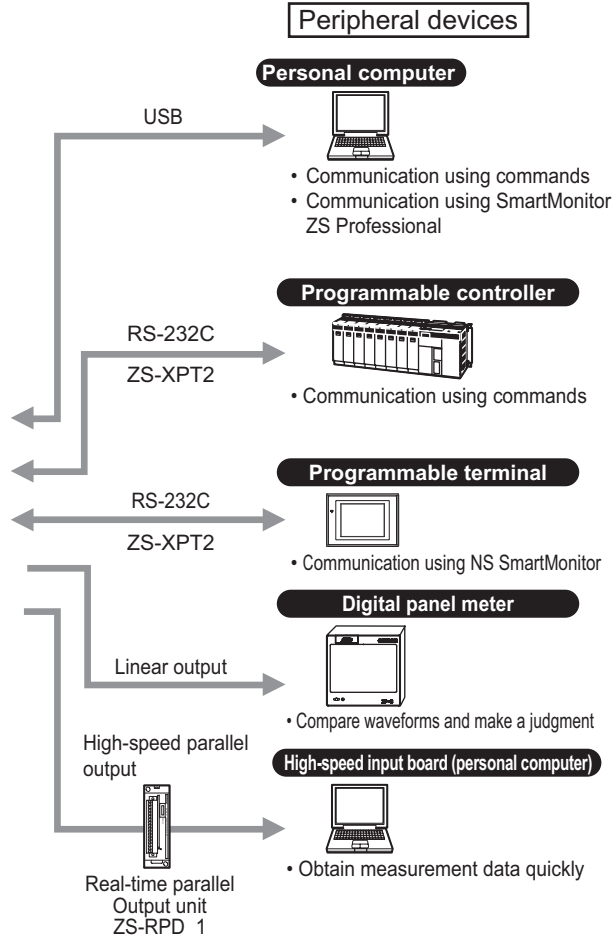 Peripheral devices
Personal computer
USB
• Communication using commands
• Communication using SmartMonitor
ZS Professional
Programmable controller
RS-232C
ZS-XPT2
• Communication using commands
Programmable terminal
RS-232C
ZS-XPT2
• Communication using NS SmartMonitor
Digital panel meter
Linear output
• Compare waveforms and make a judgment
High-speed parallel
output
High-speed input board (personal computer)
• Obtain measurement data quickly
Real-time parallel
Output unit
ZS-RPD_1